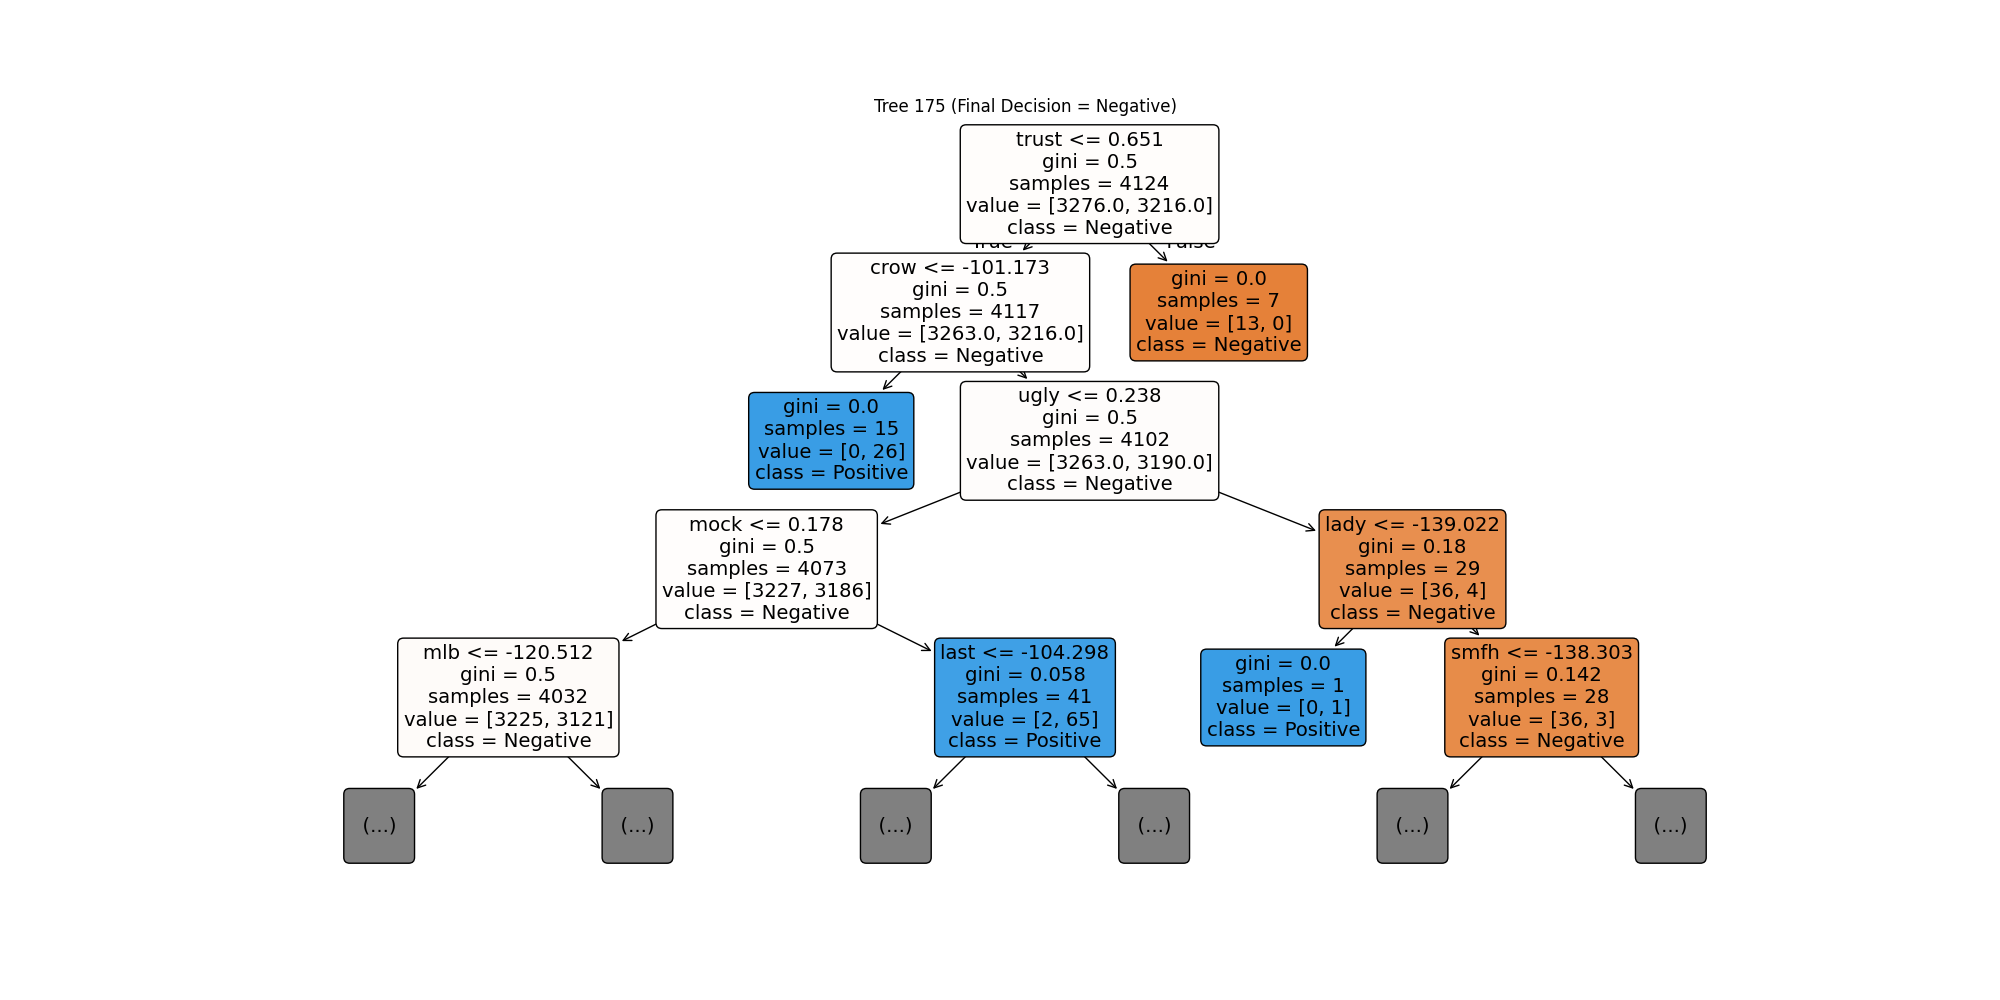 Tree 175 (Final Decision = Negative)
trust <= 0.651
gini = 0.5
samples = 4124
value = [3276.0, 3216.0]
class = Negative
True
False
crow <= -101.173
gini = 0.5
samples = 4117
value = [3263.0, 3216.0]
class = Negative
gini = 0.0
samples = 7
value = [13, 0]
class = Negative
gini = 0.0
samples = 15
value = [0, 26]
class = Positive
ugly <= 0.238
gini = 0.5
samples = 4102
value = [3263.0, 3190.0]
class = Negative
mock <= 0.178
gini = 0.5
samples = 4073
value = [3227, 3186]
class = Negative
lady <= -139.022
gini = 0.18
samples = 29
value = [36, 4]
class = Negative
mlb <= -120.512
gini = 0.5
samples = 4032
value = [3225, 3121]
class = Negative
last <= -104.298
gini = 0.058
samples = 41
value = [2, 65]
class = Positive
gini = 0.0
samples = 1
value = [0, 1]
class = Positive
smfh <= -138.303
gini = 0.142
samples = 28
value = [36, 3]
class = Negative
(...)
(...)
(...)
(...)
(...)
(...)